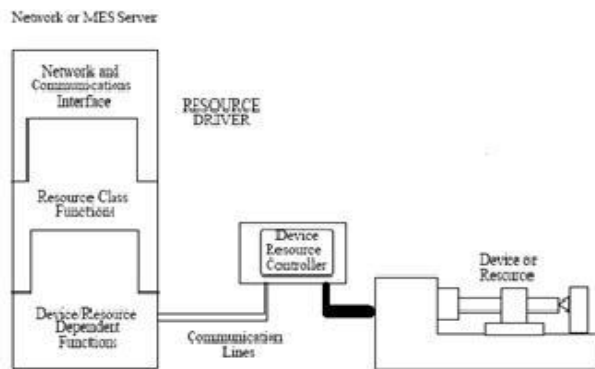 Network or MES Server
Network and
Communications
Interface
RESOURCE
DRIVER
Resource Class
Functions
Device
Resource
Controller
Device or
Resource
Device/Resource
Dependent
Functions
Communication
Lines